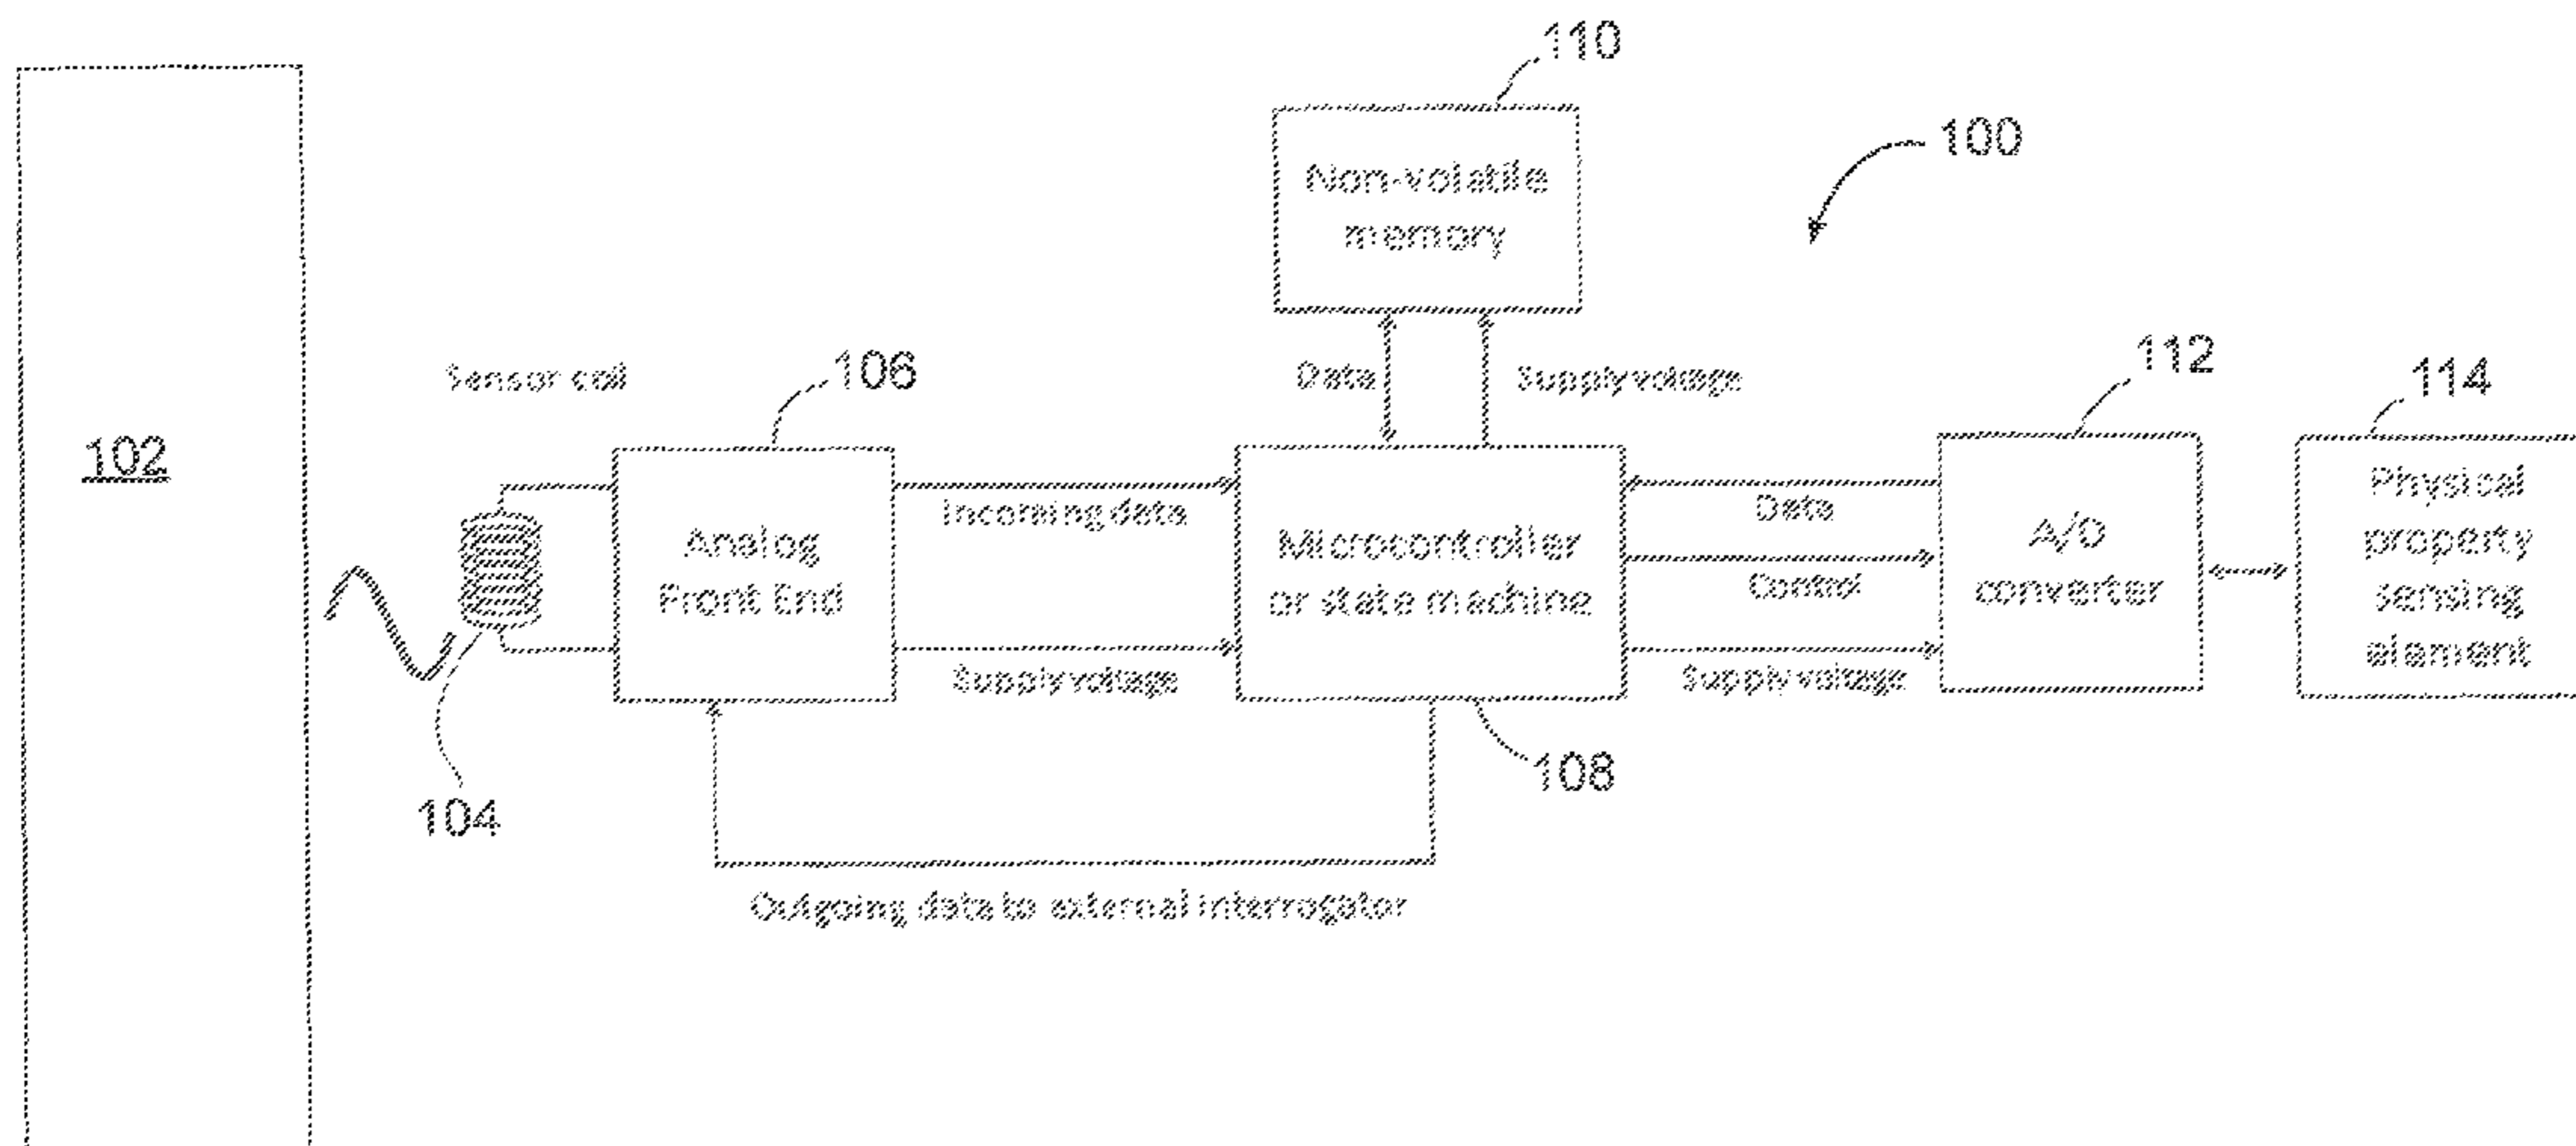 110
100
Non-volatile
memory
112
114
106
Sensor coil
Data
Supply voltage
102
Incoming data
Supply voltage
Analog
Front End
Microcontroller
or state machine
Data
Control
Supply voltage
A/D
converter
Physical
property
sensing
element
104
108
Outgoing data to external interrogator